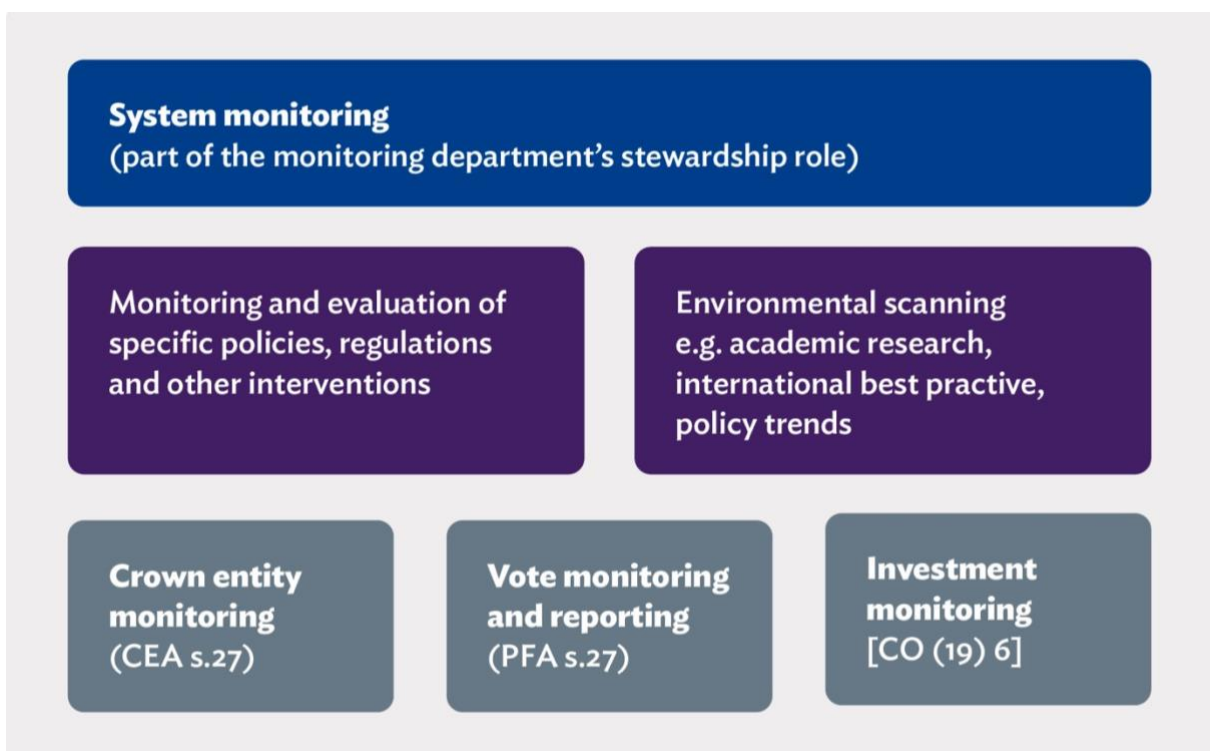 System monitoring
(part of the monitoring department’s stewardship role)
Monitoring and evaluation of
specific policies, regulations
and other interventions
Environmental scanning
e.g. academic research,
international best practive,
policy trends
Crown entity
monitoring
(CEA s.27)
Vote monitoring
and reporting
(PFA s.27)
Investment
monitoring
[CO (19) 6]